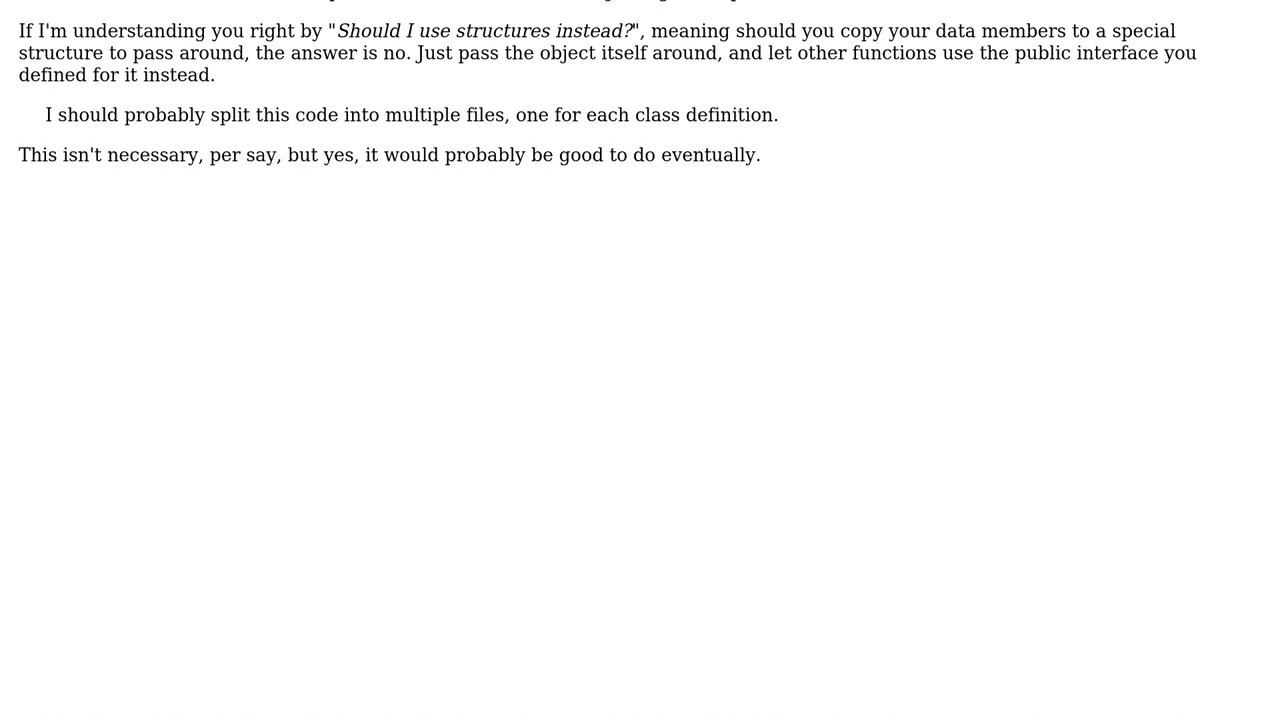 If I'm understanding you right by "Should I use structures instead?", meaning should you copy your data members to a special
structure to pass around, the answer is no. Just pass the object itself around, and let other functions use the public interface you
defined for it instead.
I should probably split this code into multiple files, one for each class definition.
This isn't necessary, per say, but yes, it would probably be good to do eventually.